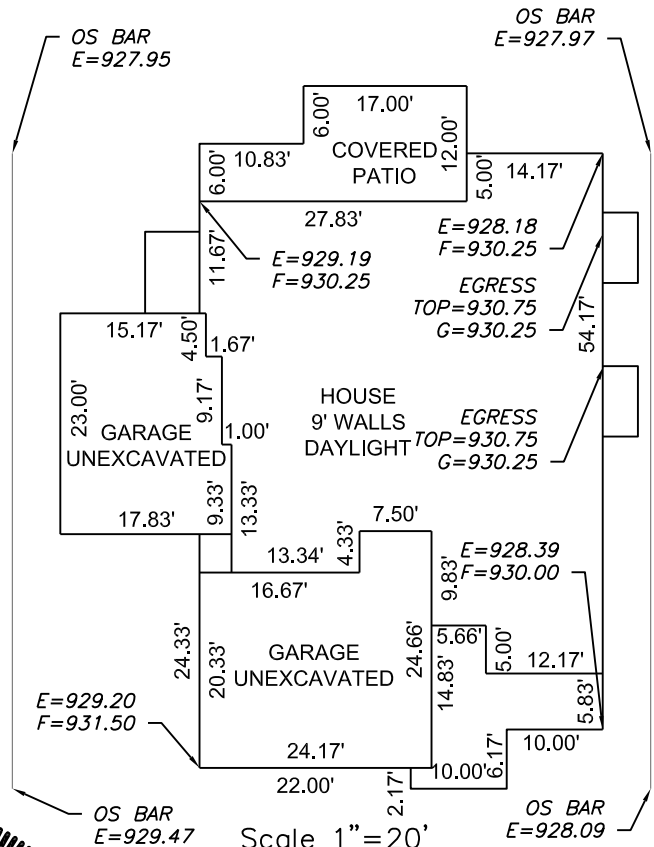 OS BAR
E=927.95
OS BAR
E=927.97
17.00'
6.00'
10.83'
COVERED
PATIO
12.00'
6.00'
5.00'
14.17'
27.83'
11.67'
E=929.19
F=930.25
E=928.18
F=930.25
EGRESS
TOP=930.75
G=930.25
54.17'
15.17'
4.50'
1.67'
23.00'
9.17'
GARAGE
UNEXCAVATED
HOUSE
9' WALLS
DAYLIGHT
EGRESS
TOP=930.75
G=930.25
1.00'
17.83'
9.33'
13.33'
7.50'
4.33'
13.34'
16.67'
9.83'
E=928.39
F=930.00
24.33'
20.33'
GARAGE
UNEXCAVATED
24.66'
5.66'
5.00'
12.17'
14.83'
5.83'
E=929.20
F=931.50
24.17'
22.00'
2.17'
10.00'
6.17'
10.00'
OS BAR
E=929.47
Scale 1"=20'
OS BAR
E=928.09